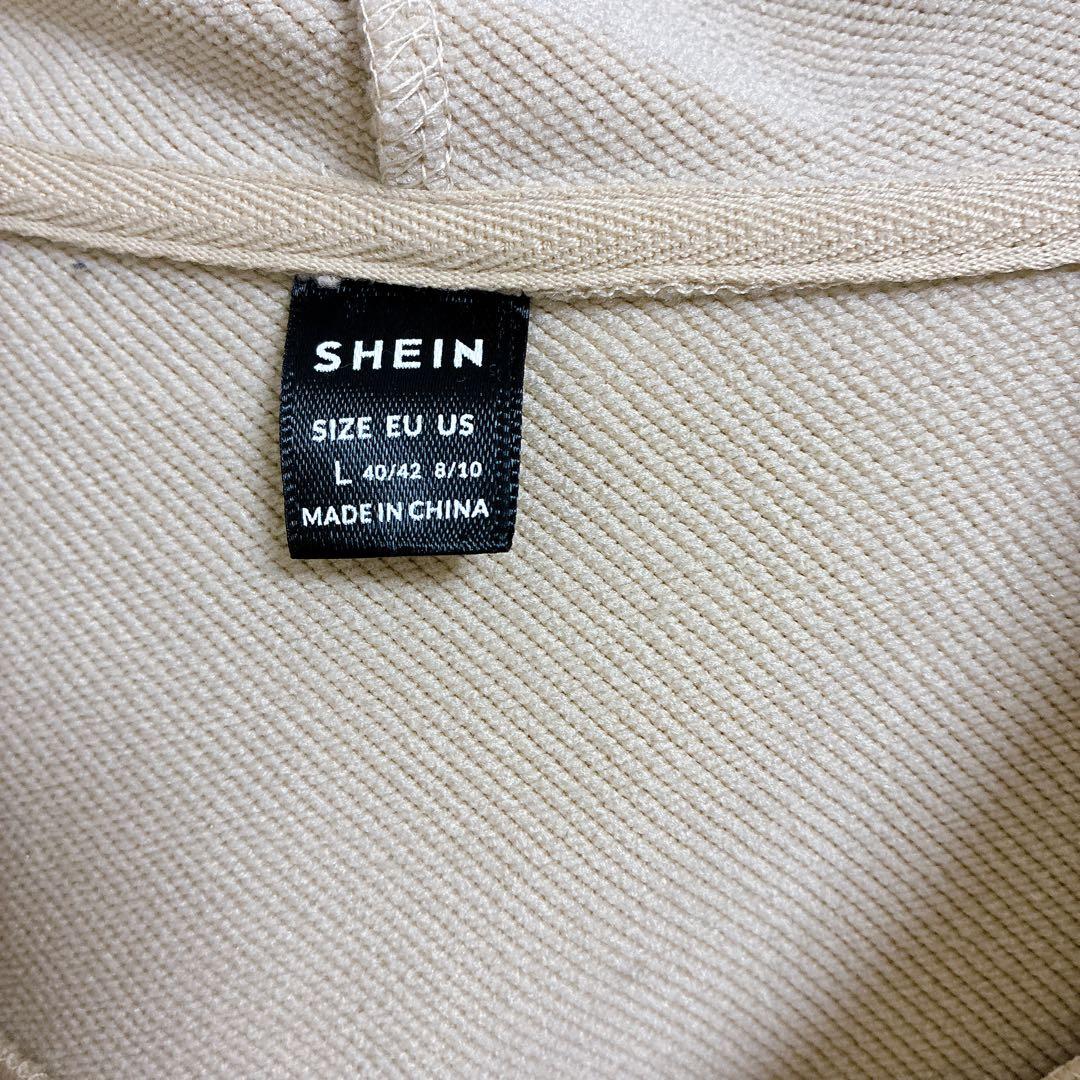 SHEIN
SIZE EU US
L 40/42 8/10
MADE IN CHINA